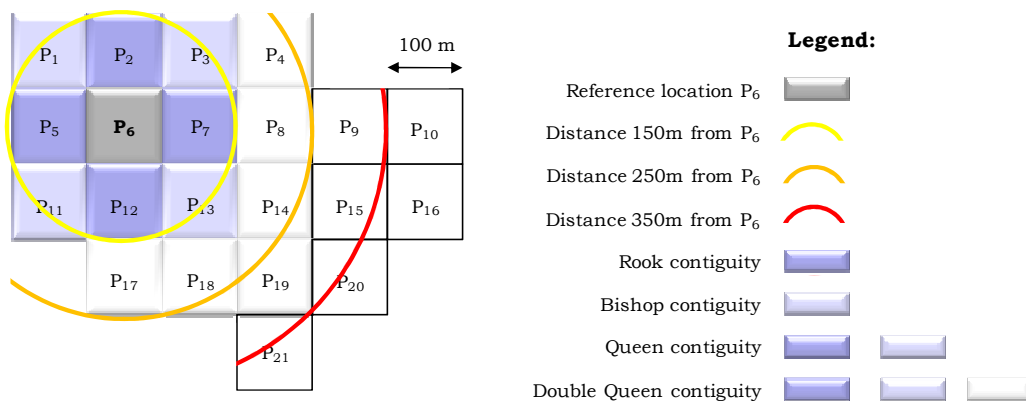 Legend:
100 m
P₁ P₂ P₃ P₄
Reference location P₆
P₅ P₆ P₇ P₈ P₉ P₁₀
Distance 150m from P₆
Distance 250m from P₆
P₁₁ P₁₂ P₁₃ P₁₄ P₁₅ P₁₆
Distance 350m from P₆
Rook contiguity
P₁₇ P₁₈ P₁₉ P₂₀
Bishop contiguity
P₂₁
Queen contiguity
Double Queen contiguity